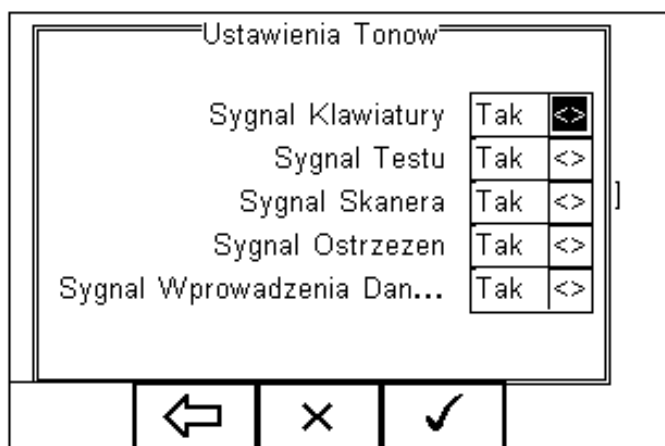 Ustawienia Tonow
Sygnal Klawiatury Tak <>
Sygnal Testu Tak <>
Sygnal Skanera Tak <>
]
Sygnal Ostrzezen Tak <>
Sygnal Wprowadzenia Dan... Tak <>